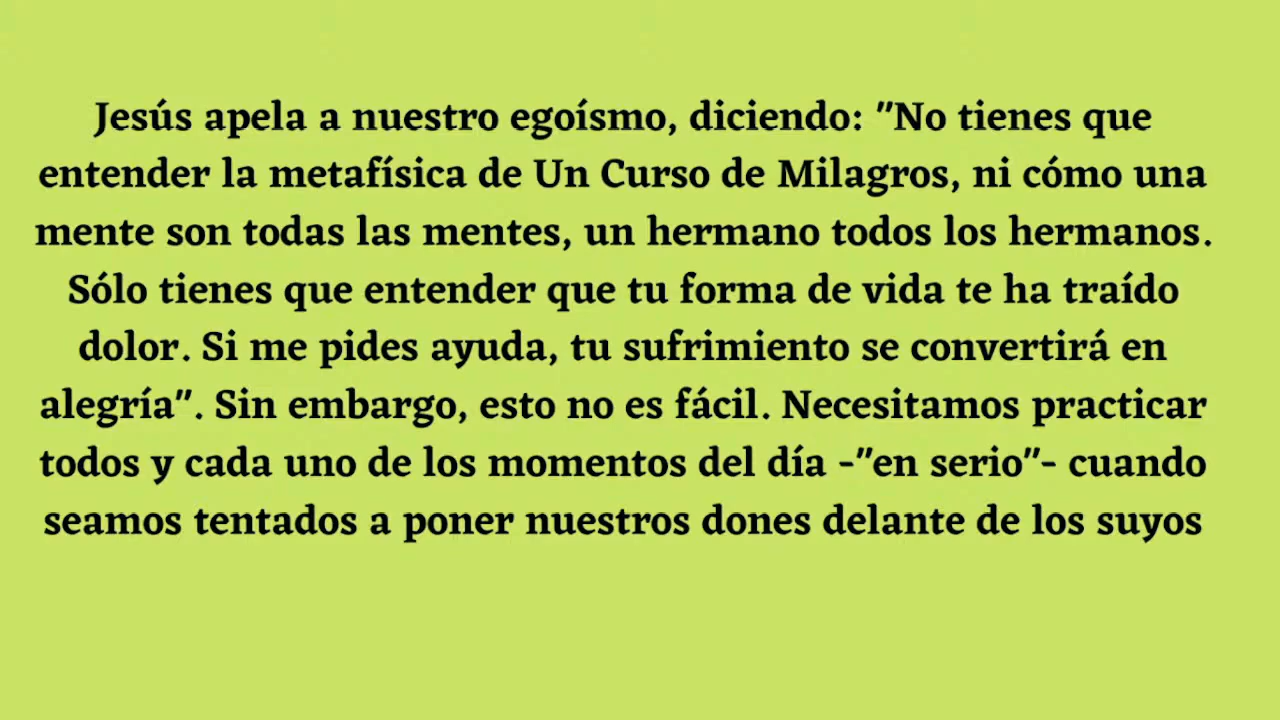 Jesús apela a nuestro egoísmo, diciendo: "No tienes que
entender la metafísica de Un Curso de Milagros, ni cómo una
mente son todas las mentes, un hermano todos los hermanos.
Sólo tienes que entender que tu forma de vida te ha traído
dolor. Si me pides ayuda, tu sufrimiento se convertirá en
alegría". Sin embargo, esto no es fácil. Necesitamos practicar
todos y cada uno de los momentos del día -"en serio"- cuando
seamos tentados a poner nuestros dones delante de los suyos